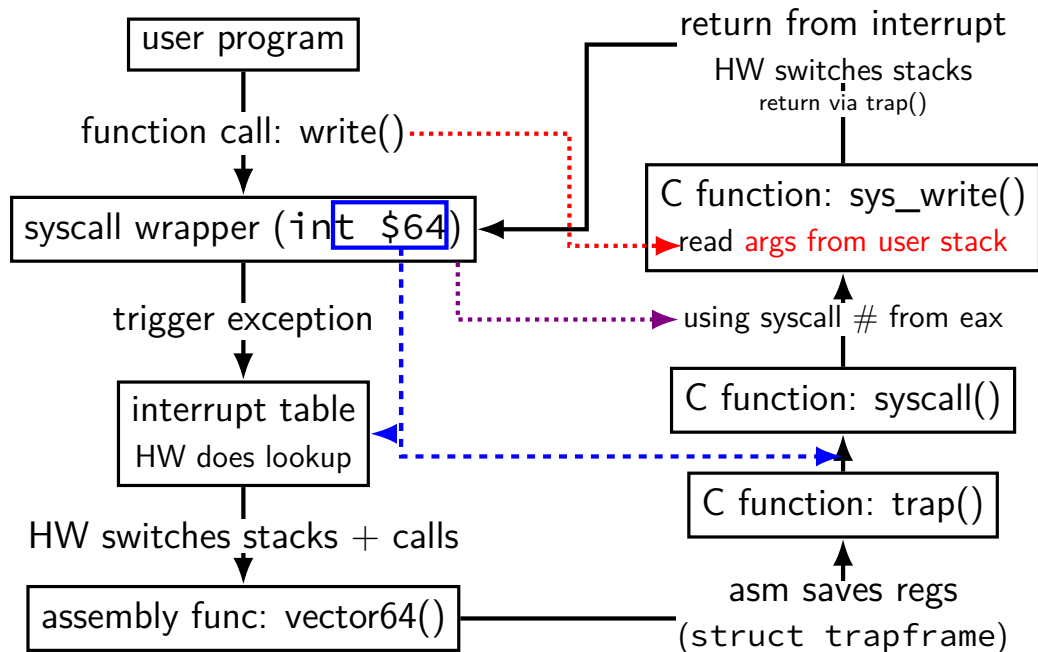 user program
function call: write()
syscall wrapper (int $64)
trigger exception
interrupt table
HW does lookup
HW switches stacks + calls
assembly func: vector64()
asm saves regs
(struct trapframe)
C function: trap()
C function: syscall()
using syscall # from eax
C function: sys_write()
read args from user stack
return from interrupt
HW switches stacks
return via trap()